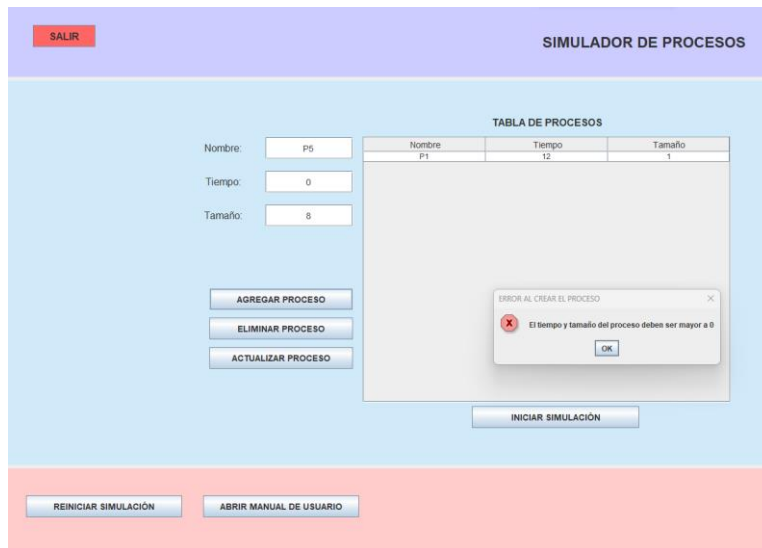 SALIR
SIMULADOR DE PROCESOS
TABLA DE PROCESOS
Nombre: P5
Tiempo: 0
Tamaño: 8
Nombre Tiempo Tamaño
P1 12 1
AGREGAR PROCESO
ELIMINAR PROCESO
ACTUALIZAR PROCESO
ERROR AL CREAR EL PROCESO
El tiempo y tamaño del proceso deben ser mayor a 0
OK
INICIAR SIMULACIÓN
REINICIAR SIMULACIÓN
ABRIR MANUAL DE USUARIO